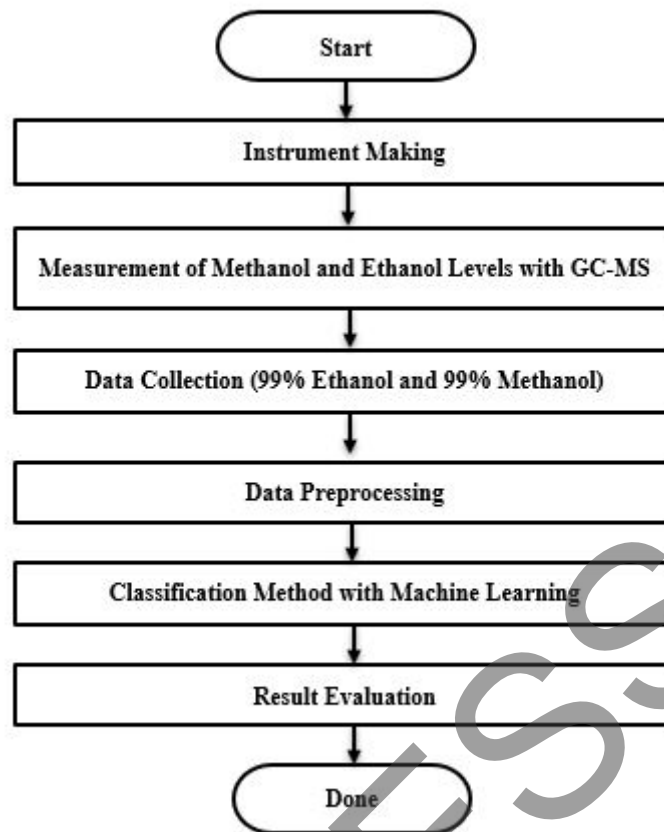 Start
Instrument Making
Measurement of Methanol and Ethanol Levels with GC-MS
Data Collection (99% Ethanol and 99% Methanol)
Data Preprocessing
Classification Method with Machine Learning
Result Evaluation
Done